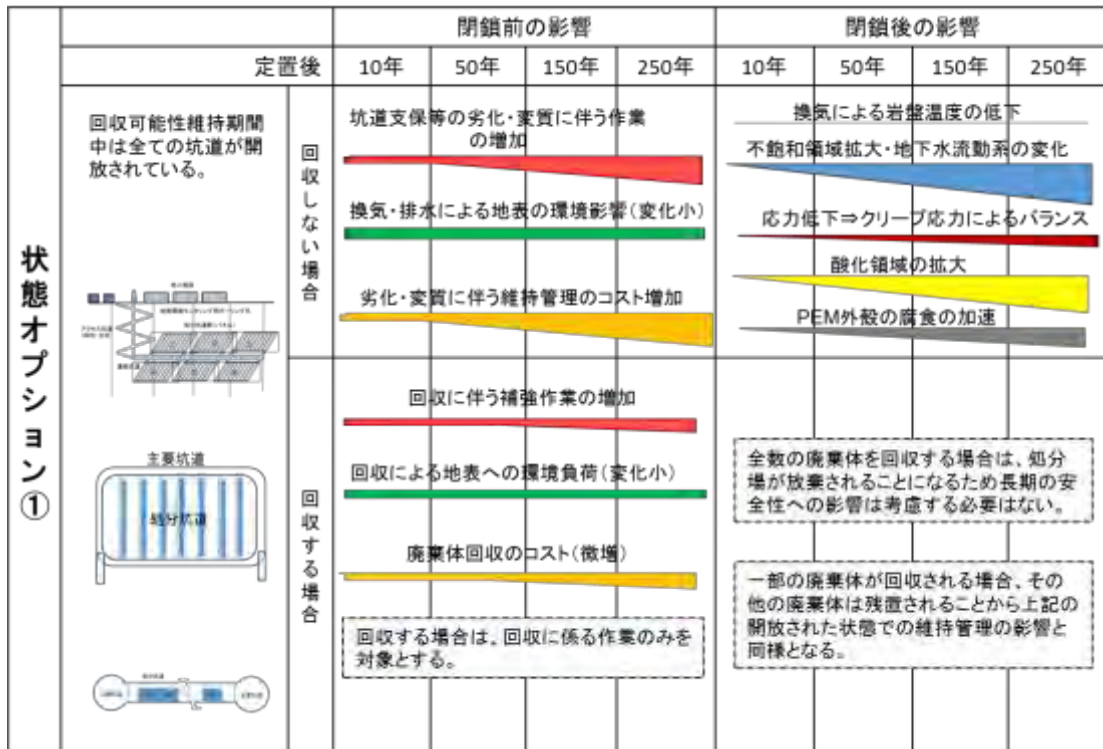 閉鎖前の影響
閉鎖後の影響
定置後
10年
50年
150年
250年
10年
50年
150年
250年
状態オプション①
回収可能性維持期間
中は全ての坑道が開
放されている。
主要坑道
処分坑道
回収しない場合
坑道支保等の劣化・変質に伴う作業
の増加
換気・排水による地表の環境影響(変化小)
劣化・変質に伴う維持管理のコスト増加
換気による岩盤温度の低下
不飽和領域拡大・地下水流動系の変化
応力低下⇒クリープ応力によるバランス
酸化領域の拡大
PEM外殻の腐食の加速
回収する場合
回収に伴う補強作業の増加
回収による地表への環境負荷(変化小)
廃棄体回収のコスト(微増)
回収する場合は、回収に係る作業のみを
対象とする。
全数の廃棄体を回収する場合は、処分
場が放棄されることになるため長期の安
全性への影響は考慮する必要はない。
一部の廃棄体が回収される場合、その
他の廃棄体は残置されることから上記の
開放された状態での維持管理の影響と
同様となる。